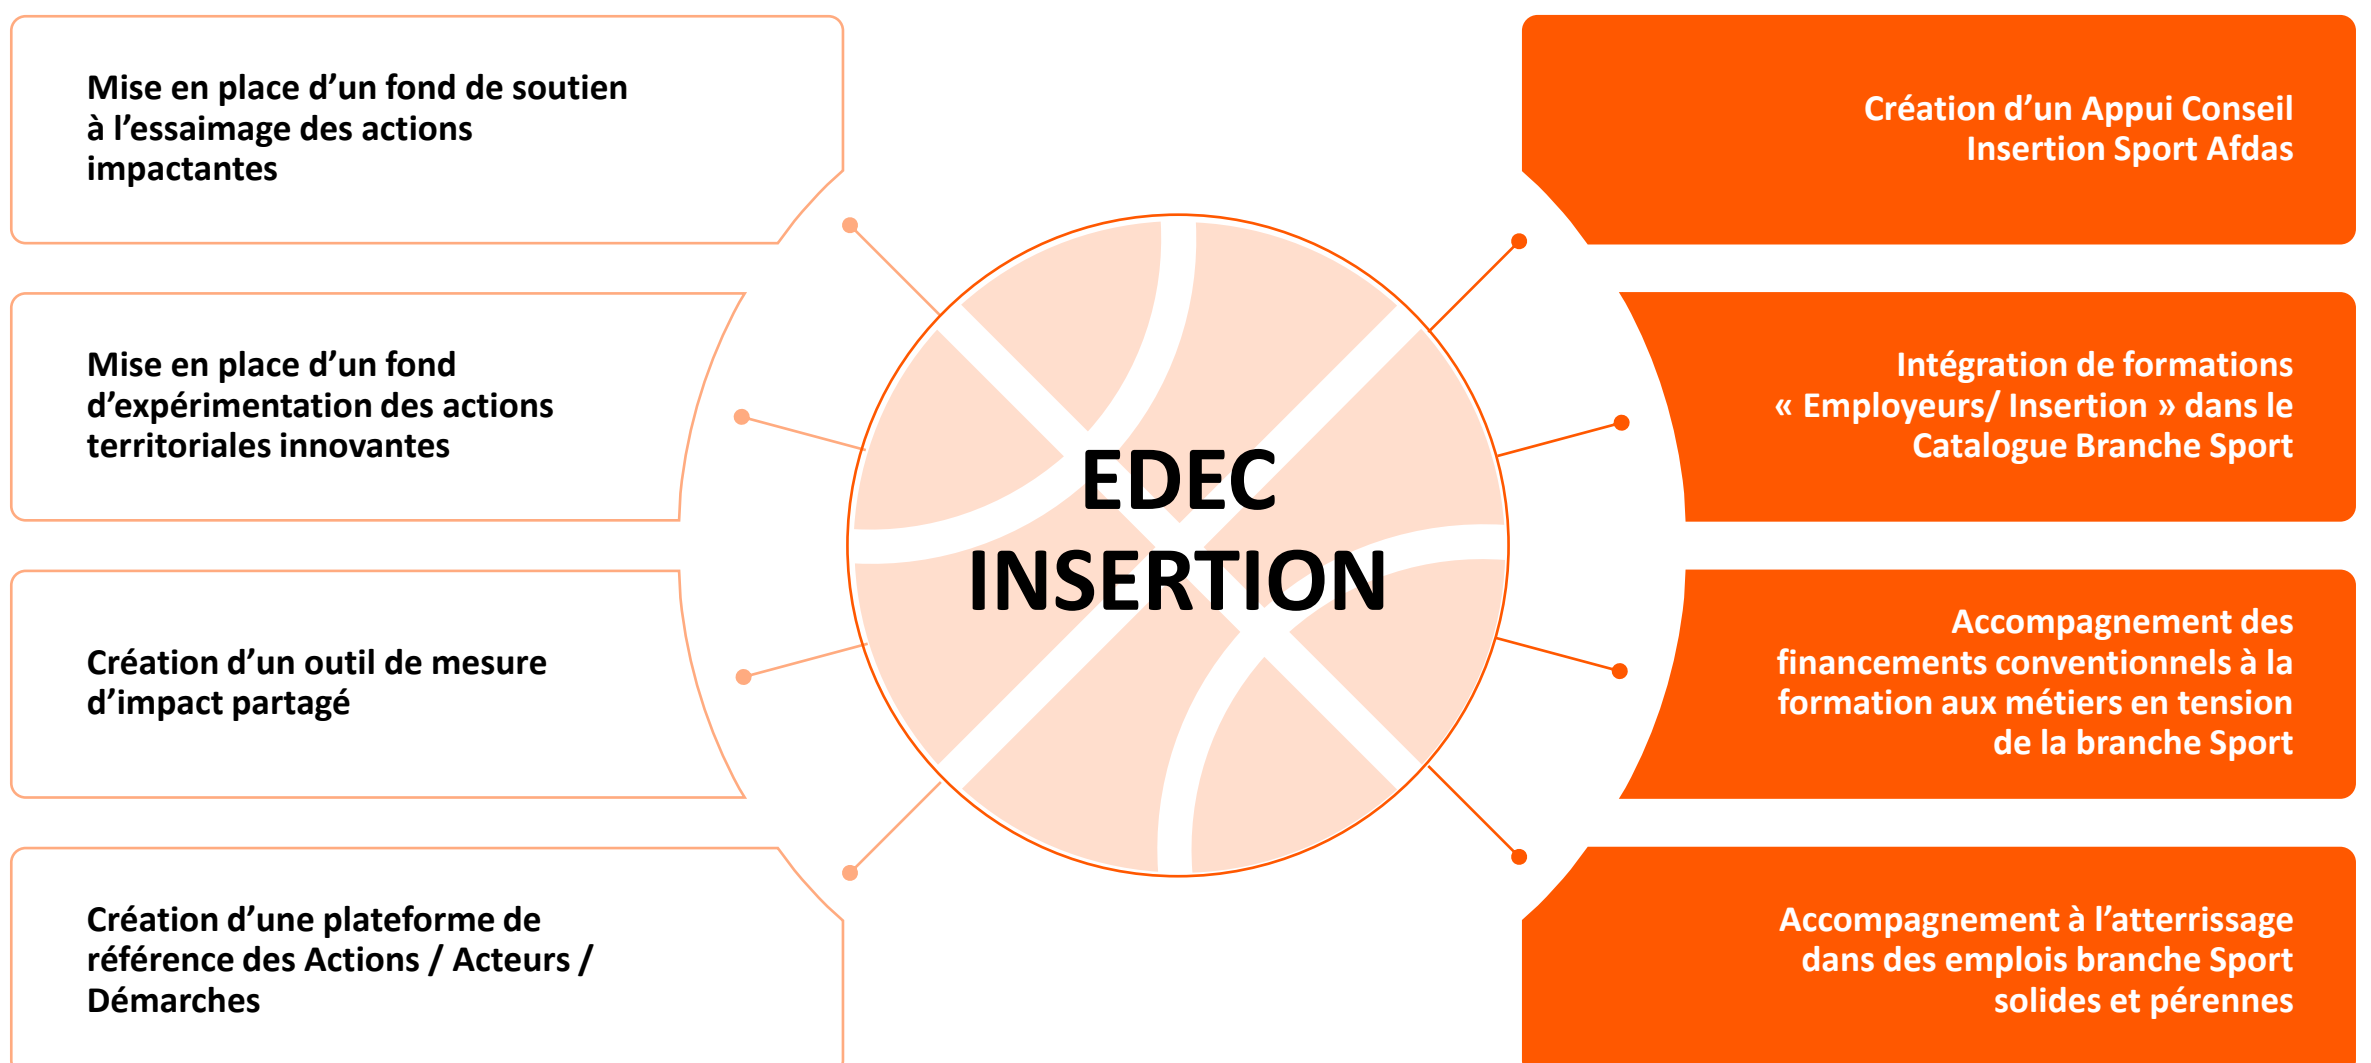 Mise en place d’un fond de soutien
à l’essaimage des actions
impactantes
Mise en place d’un fond
d’expérimentation des actions
territoriales innovantes
Création d’un outil de mesure
d’impact partagé
Création d’une plateforme de
référence des Actions / Acteurs /
Démarches
EDEC
INSERTION
Création d’un Appui Conseil
Insertion Sport Afdas
Intégration de formations
« Employeurs/ Insertion » dans le
Catalogue Branche Sport
Accompagnement des
financements conventionnels à la
formation aux métiers en tension
de la branche Sport
Accompagnement à l’atterrissage
dans des emplois branche Sport
solides et pérennes